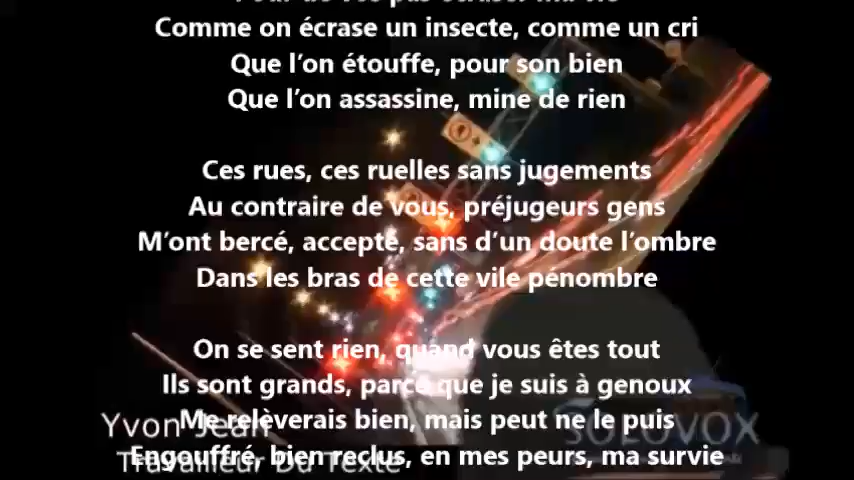 Comme on écrase un insecte, comme un cri
Que l’on étouffe, pour son bien
Que l’on assassine, mine de rien
Ces rues, ces ruelles sans jugements
Au contraire de vous, préjugeurs gens
M’ont bercé, accepté, sans d’un doute l’ombre
Dans les bras de cette vile pénombre
On se sent rien, quand vous êtes tout
Ils sont grands, parce que je suis à genoux
Me relèverais bien, mais peut ne le puis
Yvon Jean
SOLOVOX
Engouffré, bien reclus, en mes peurs, ma survie
Travailleur Du Texte